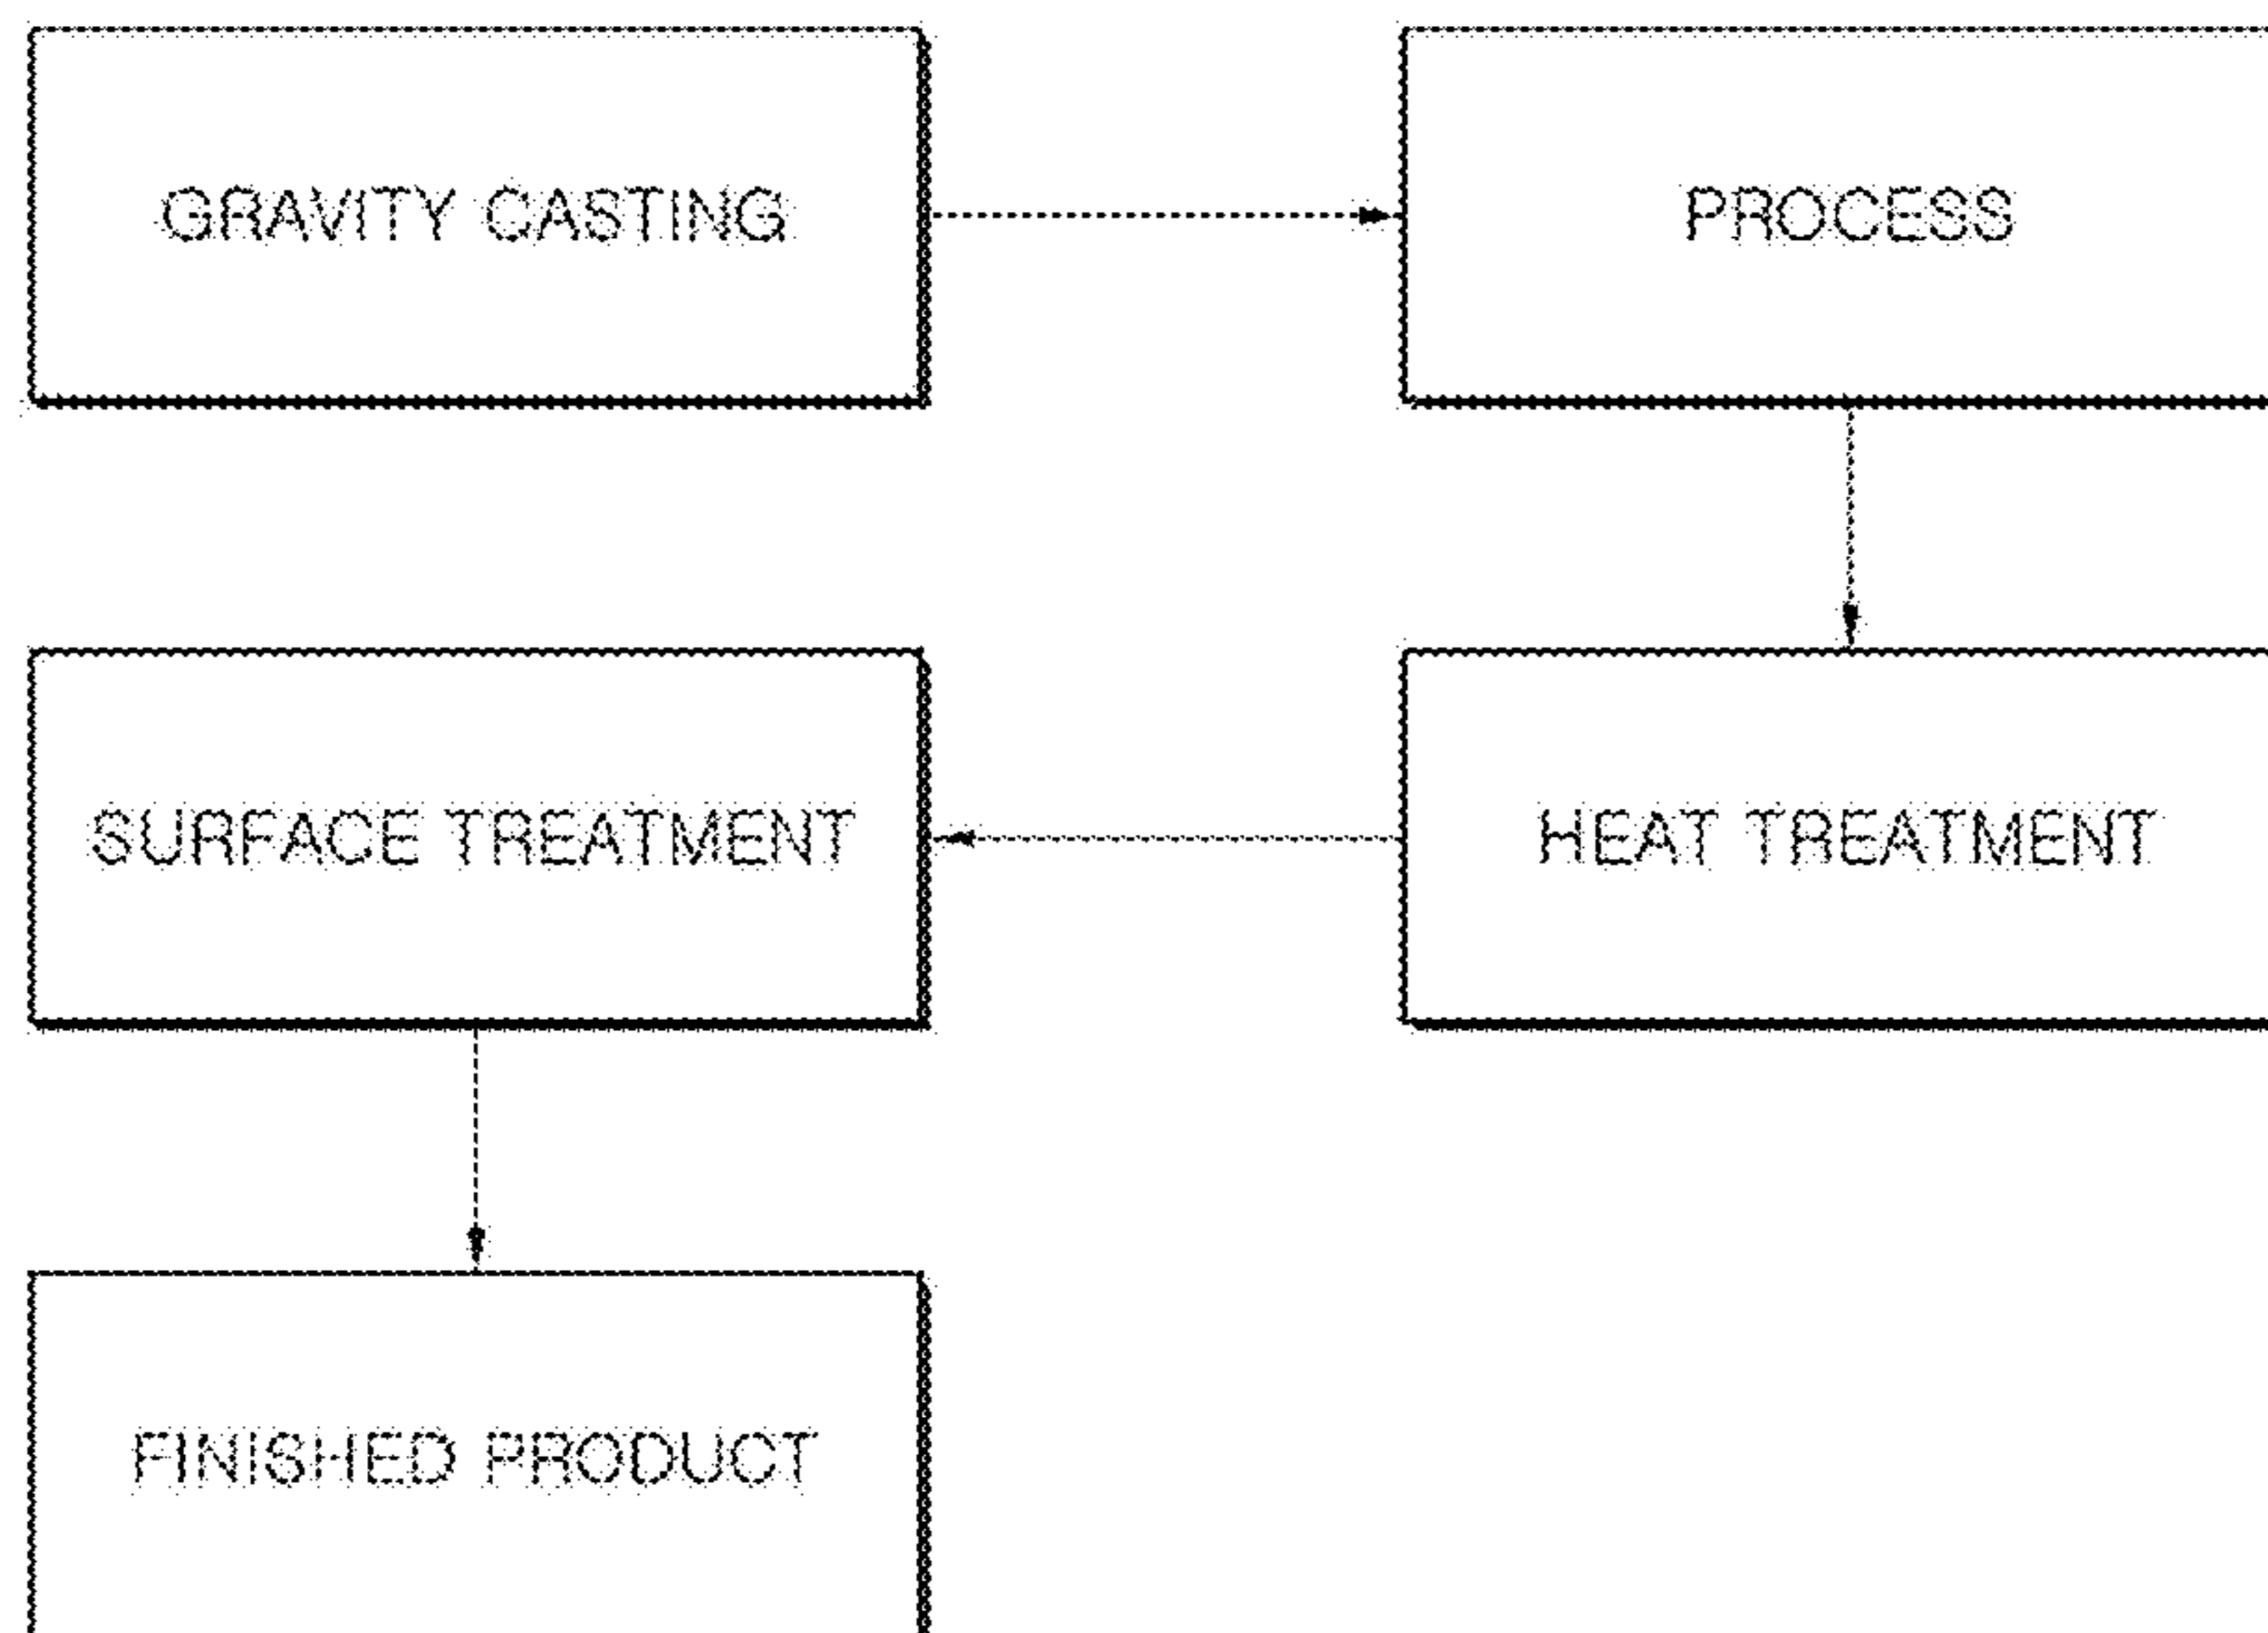 GRAVITY CASTING
PROCESS
SURFACE TREATMENT
HEAT TREATMENT
FINISHED PRODUCT